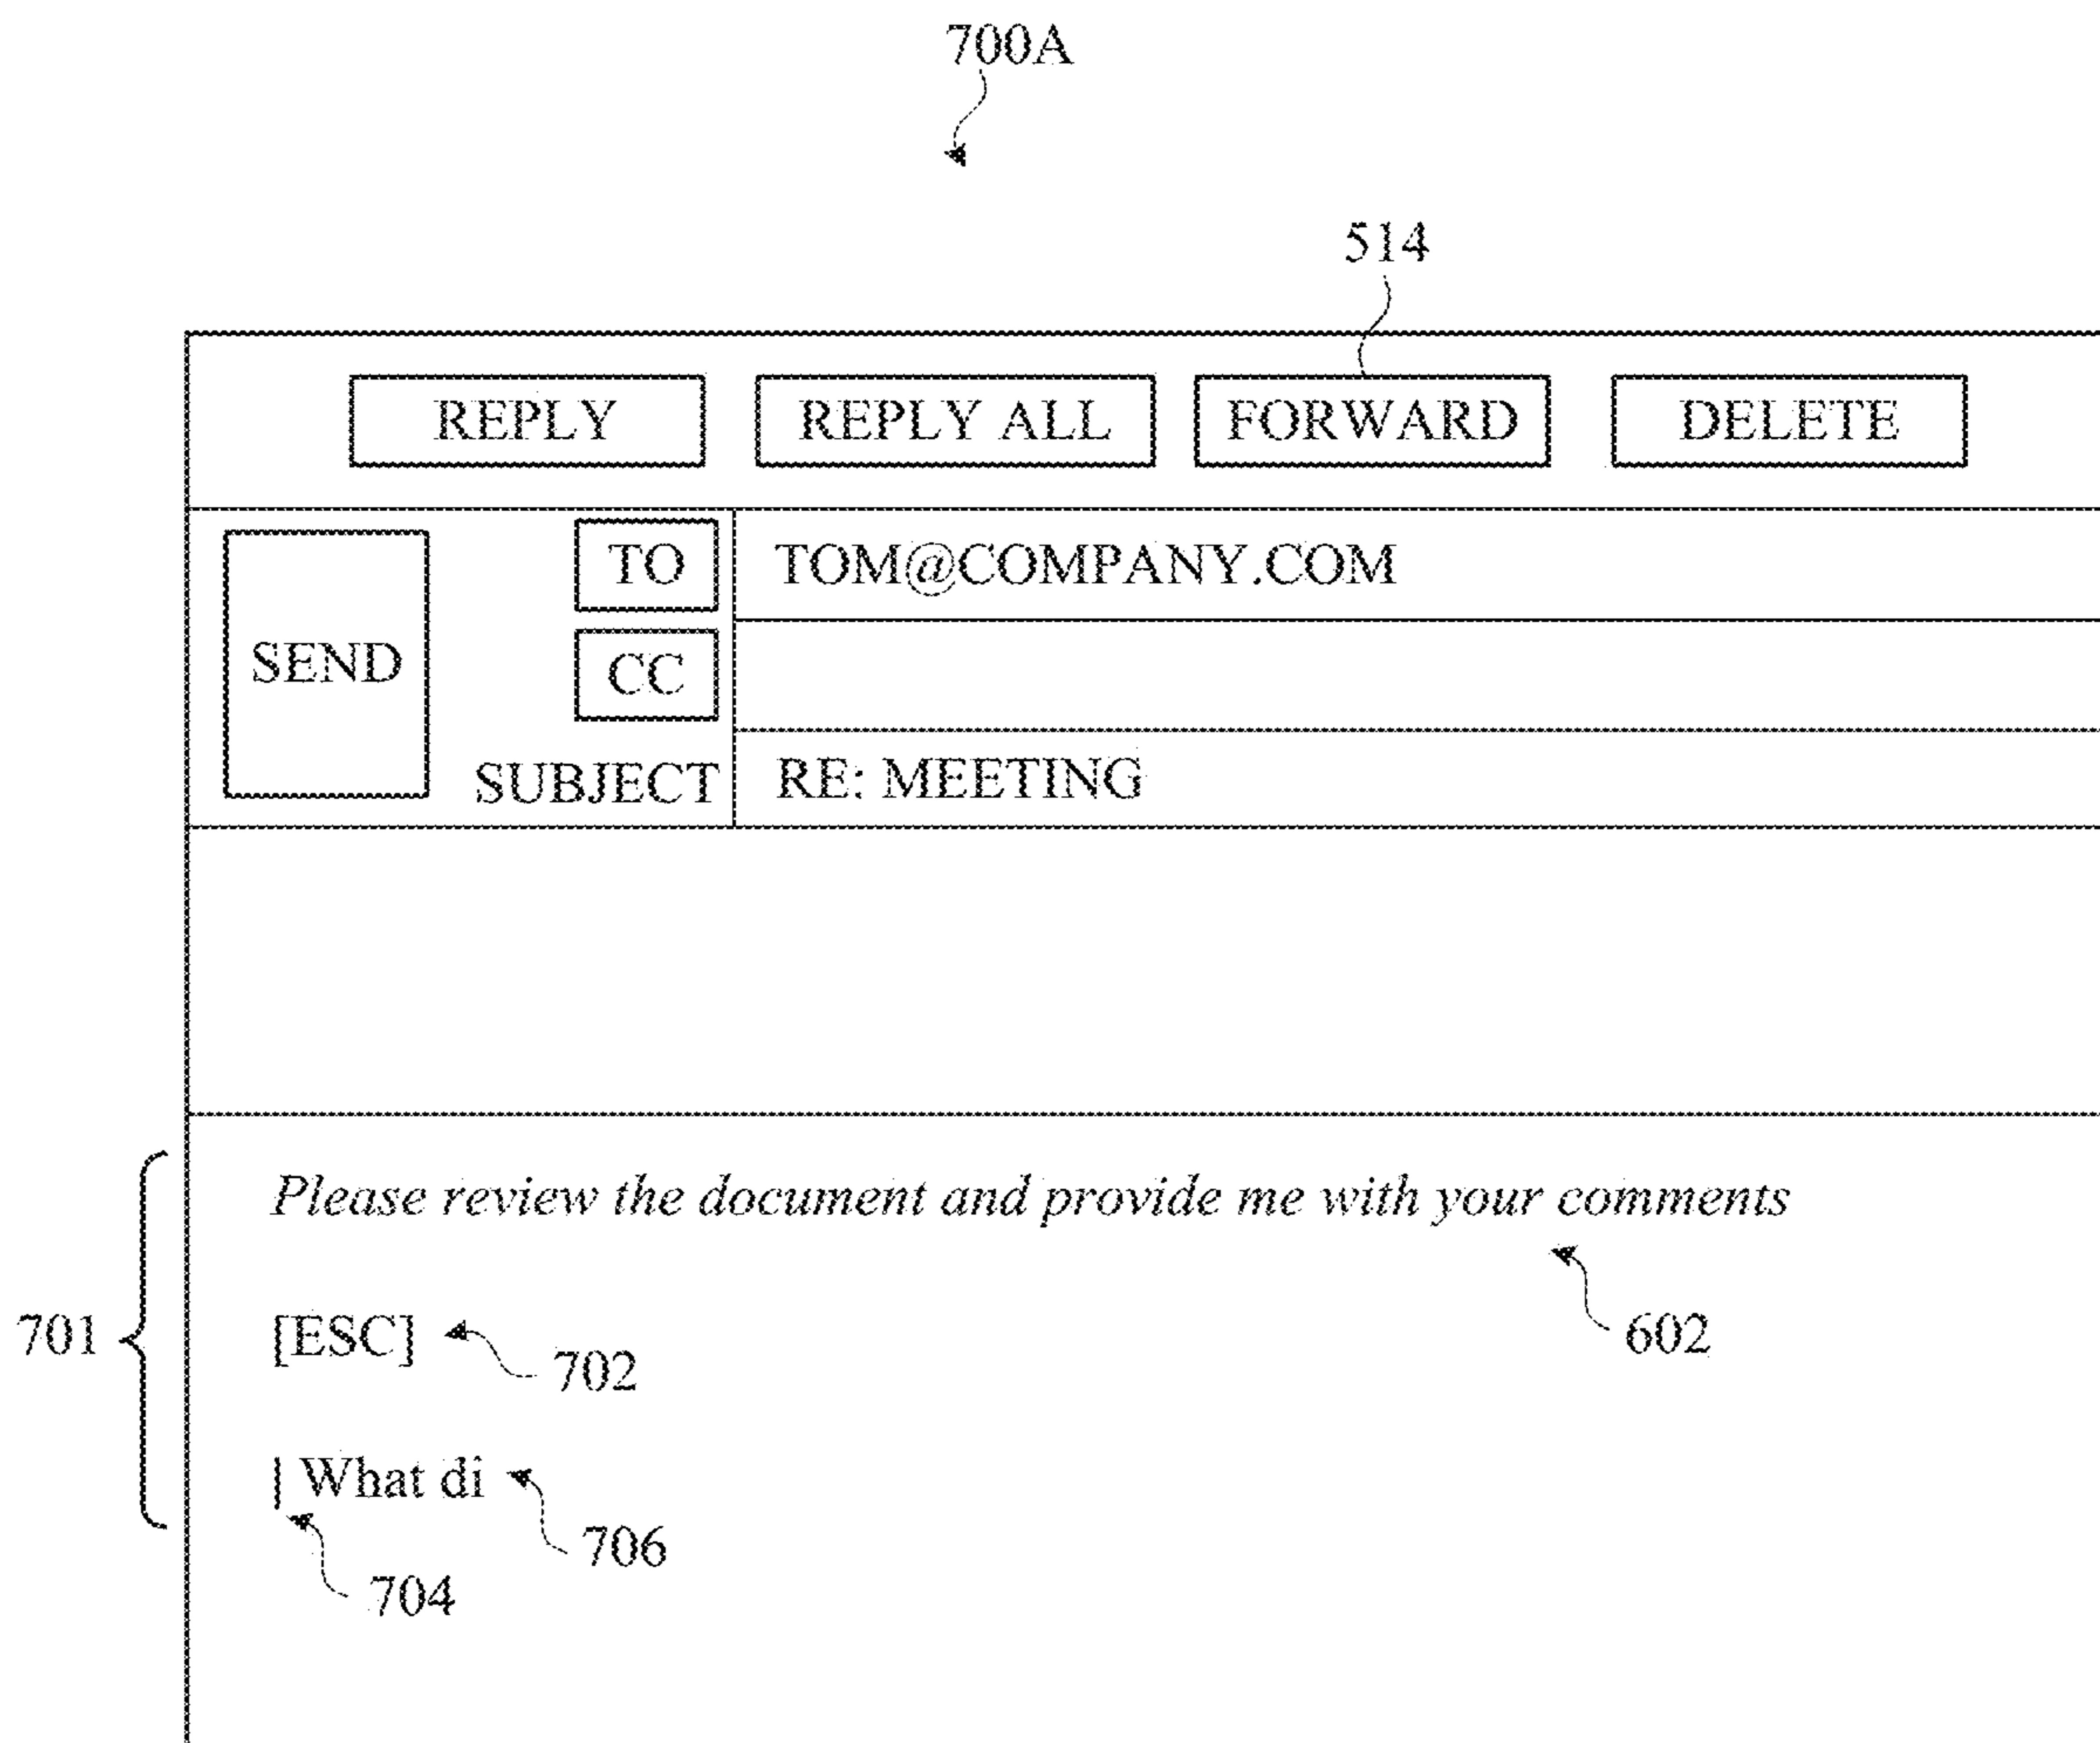 700A
514
REPLY REPLY ALL FORWARD DELETE
SEND TO TOM@COMPANY.COM
CC
SUBJECT RE: MEETING
Please review the document and provide me with your comments
602
701 [ESC] 702
| What di 706
704